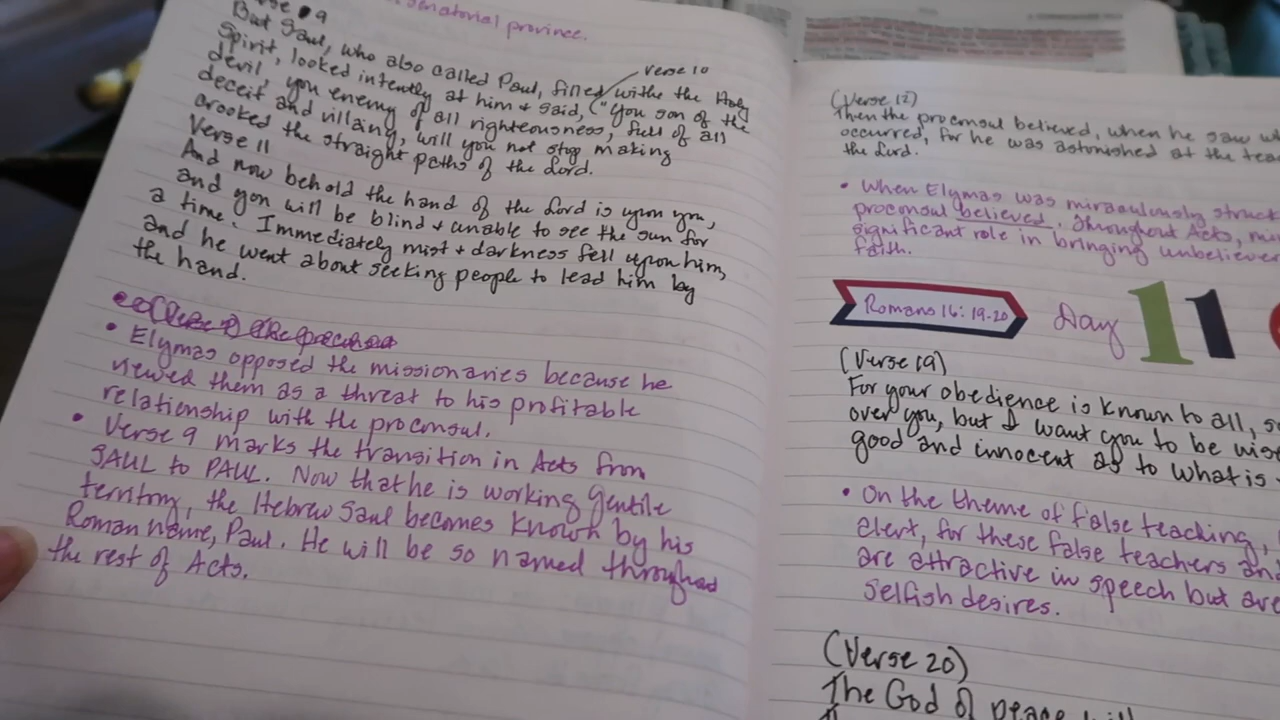 senatorial province.
Verse 9
But Saul, who also called Paul, filled withe the Holy
Verse 10
Spirit, looked intently at him + said, ("You son of the
devil, you enemy of all righteousness, full of all
deceit and villainy, will you not stop making
crooked the straight paths of the Lord.
Verse 11
And now behold the hand of the Lord is upon you,
and you will be blind + unable to see the sun for
a time. Immediately mist + darkness fell upon him,
and he went about seeking people to lead him by
the hand.
• Elymas opposed the missionaries because he
viewed them as a threat to his profitable
relationship with the proconsul.
• Verse 9 marks the transition in Acts from
SAUL to PAUL. Now that he is working Gentile
territory, the Hebrew Saul becomes known by his
Roman name, Paul. He will be so named throughout
the rest of Acts.
(Verse 12)
Then the proconsul believed, when he saw
occurred, for he was astonished at the
the Lord.
• When Elymas was miraculously
proconsul believed. Throughout Acts,
significant role in bringing
faith.
Romans 16:19-20
Day 11
(Verse 19)
For your obedience is known to all,
over you, but I want you to be
good and innocent as to what is
• On the theme of false teaching,
alert, for these false teachers
are attractive in speech but are
selfish desires.
(Verse 20)
The God of peace will